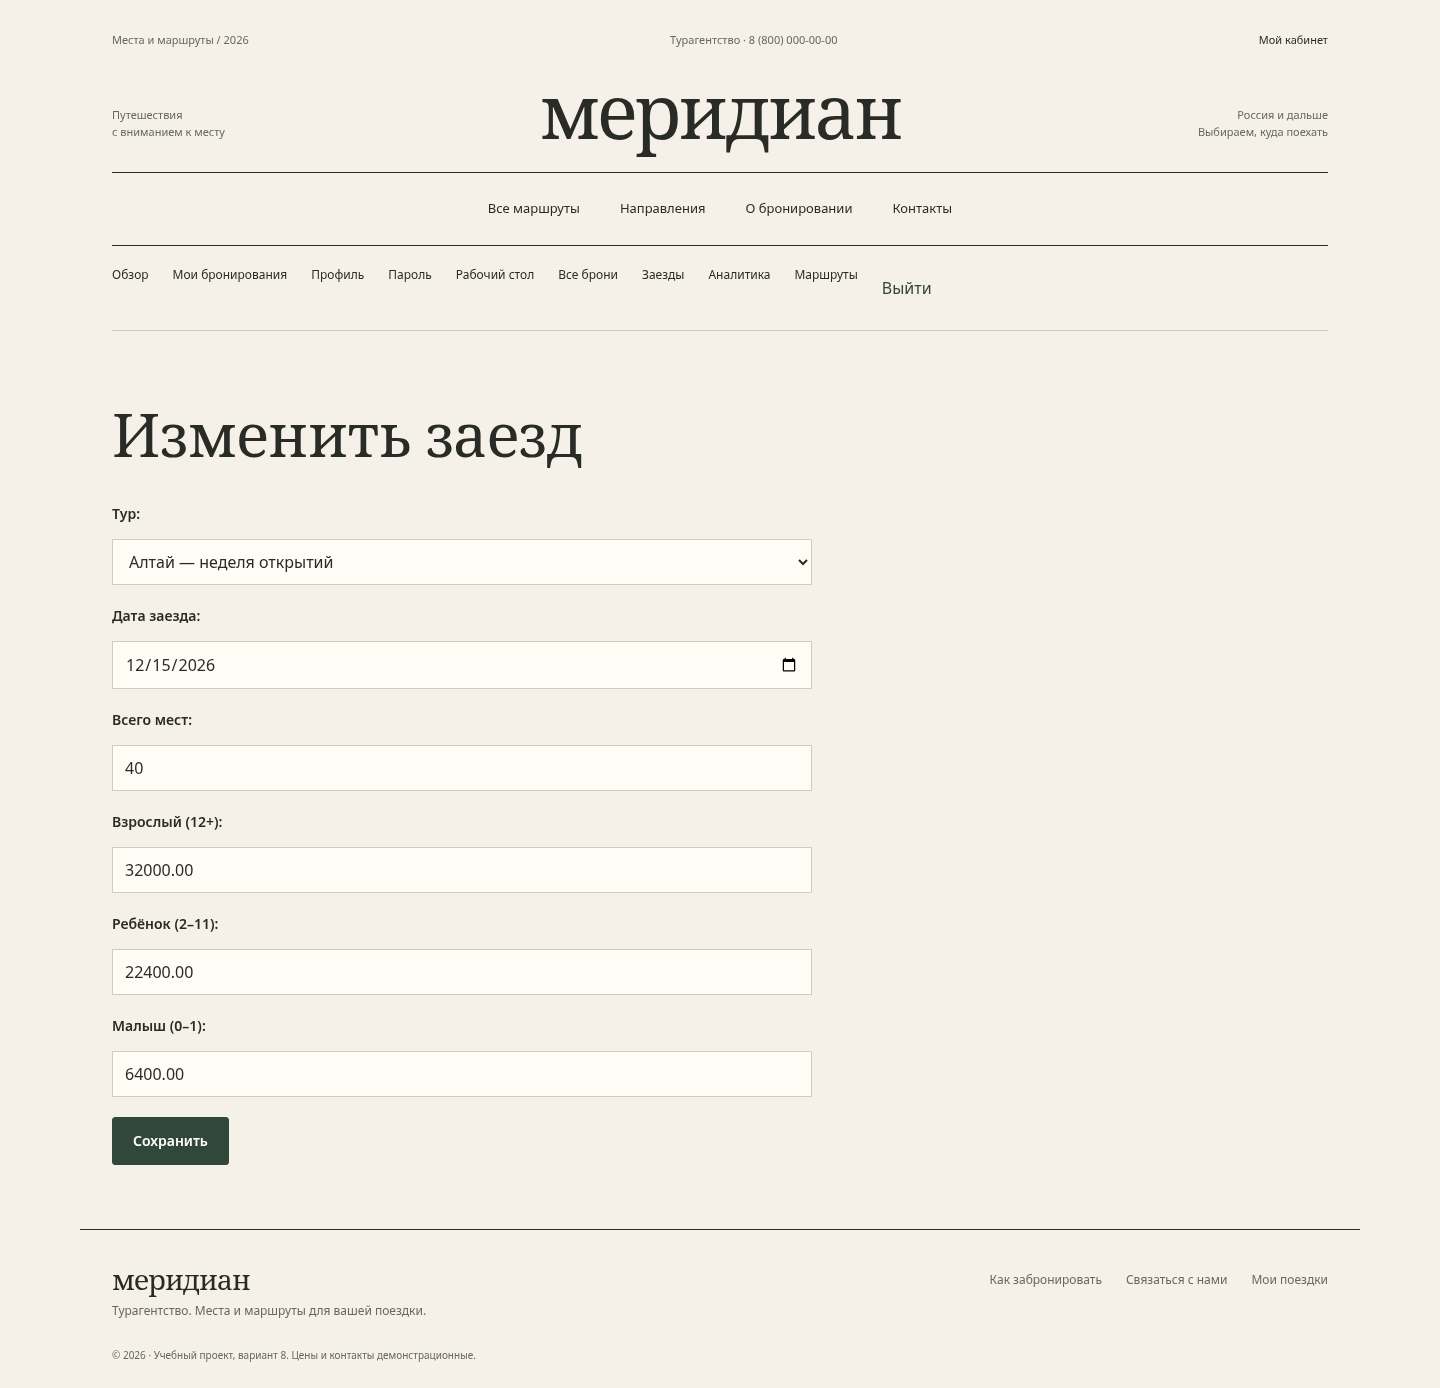 Места и маршруты / 2026
Турагентство · 8 (800) 000-00-00
Мой кабинет
Путешествия
с вниманием к месту
меридиан
Россия и дальше
Выбираем, куда поехать
Все маршруты Направления О бронировании Контакты
Обзор Мои бронирования Профиль Пароль Рабочий стол Все брони Заезды Аналитика Маршруты Выйти
Изменить заезд
Тур:
Алтай — неделя открытий
Дата заезда:
12/15/2026
Всего мест:
40
Взрослый (12+):
32000.00
Ребёнок (2–11):
22400.00
Малыш (0–1):
6400.00
Сохранить
меридиан
Турагентство. Места и маршруты для вашей поездки.
Как забронировать Связаться с нами Мои поездки
© 2026 · Учебный проект, вариант 8. Цены и контакты демонстрационные.